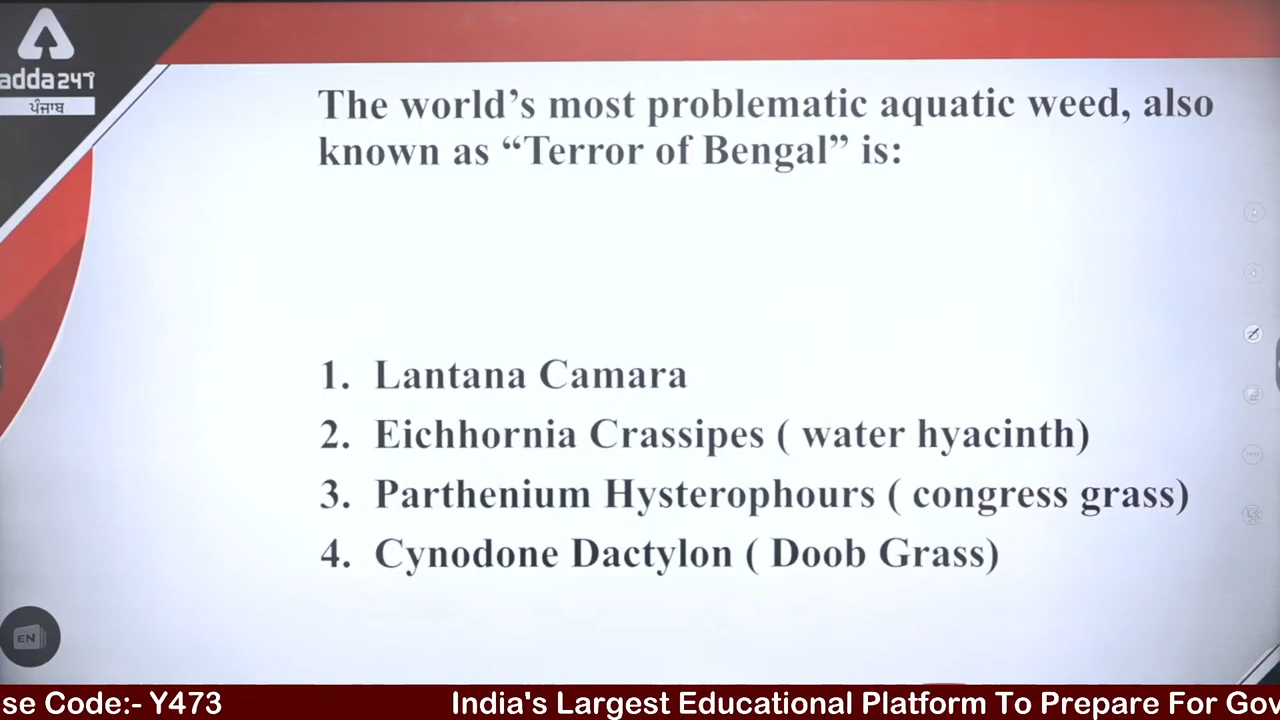 adda247
ਪੰਜਾਬ
The world’s most problematic aquatic weed, also
known as “Terror of Bengal” is:
1. Lantana Camara
2. Eichhornia Crassipes ( water hyacinth)
3. Parthenium Hysterophours ( congress grass)
4. Cynodone Dactylon ( Doob Grass)
EN
se Code:- Y473 India's Largest Educational Platform To Prepare For Gov